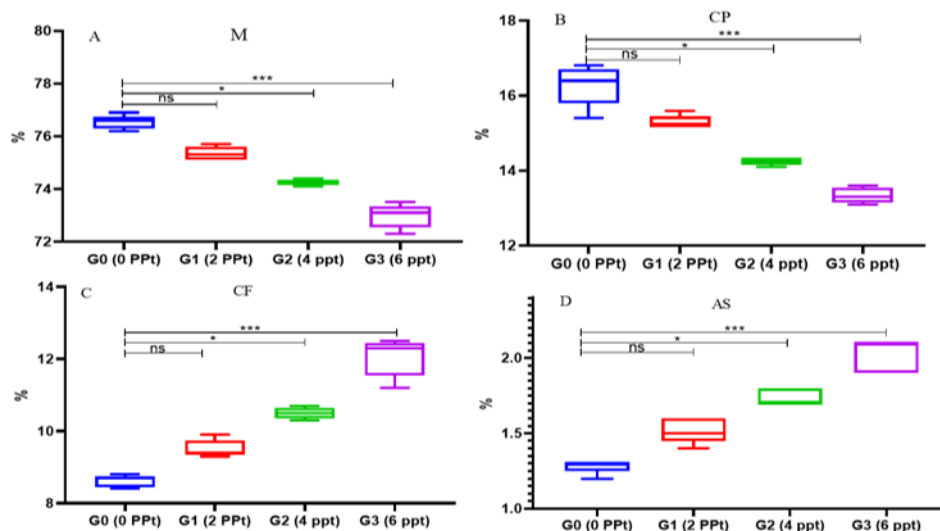 A
M
80
78
76
74
72
%
***
*
ns
G0 (0 PPt) G1 (2 PPt) G2 (4 ppt) G3 (6 ppt)
B
CP
18
16
14
12
%
***
*
ns
G0 (0 PPt) G1 (2 PPt) G2 (4 ppt) G3 (6 ppt)
C
CF
14
12
10
8
%
***
*
ns
G0 (0 PPt) G1 (2 PPt) G2 (4 ppt) G3 (6 ppt)
D
AS
2.0
1.5
1.0
%
***
*
ns
G0 (0 PPt) G1 (2 PPt) G2 (4 ppt) G3 (6 ppt)